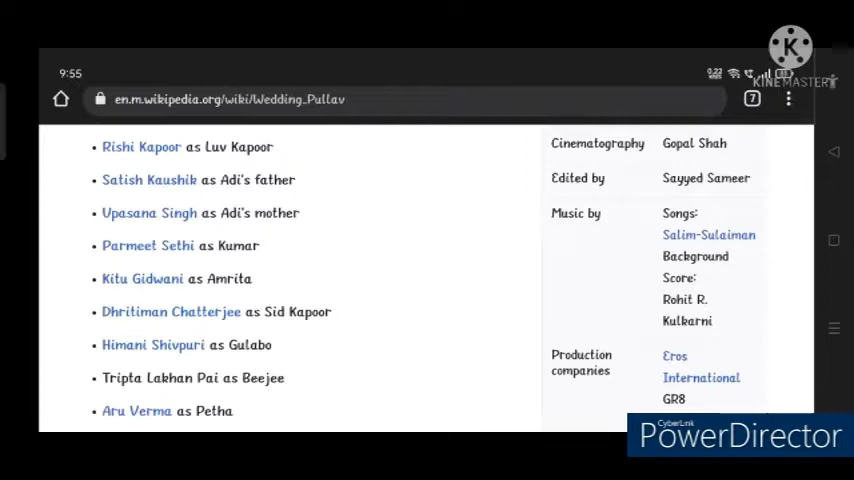 9:55
0.22
KINEMASTER
en.m.wikipedia.org/wiki/Wedding_Pullav
7
• Rishi Kapoor as Luv Kapoor
• Satish Kaushik as Adi's father
• Upasana Singh as Adi's mother
• Parmeet Sethi as Kumar
• Kitu Gidwani as Amrita
• Dhritiman Chatterjee as Sid Kapoor
• Himani Shivpuri as Gulabo
• Tripta Lakhan Pai as Beejee
• Aru Verma as Petha
Cinematography Gopal Shah
Edited by Sayyed Sameer
Music by Songs:
Salim-Sulaiman
Background
Score:
Rohit R.
Kulkarni
Production Eros
companies International
GR8
CyberLink
PowerDirector